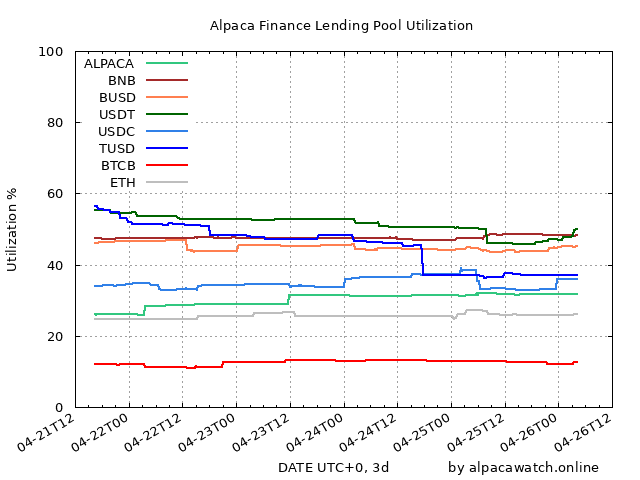 Alpaca Finance Lending Pool Utilization
100
80
60
40
20
0
Utilization %
ALPACA
BNB
BUSD
USDT
USDC
TUSD
BTCB
ETH
04-21T12
04-22T00
04-22T12
04-23T00
04-23T12
04-24T00
04-24T12
04-25T00
04-25T12
04-26T00
04-26T12
DATE UTC+0, 3d
by alpacawatch.online